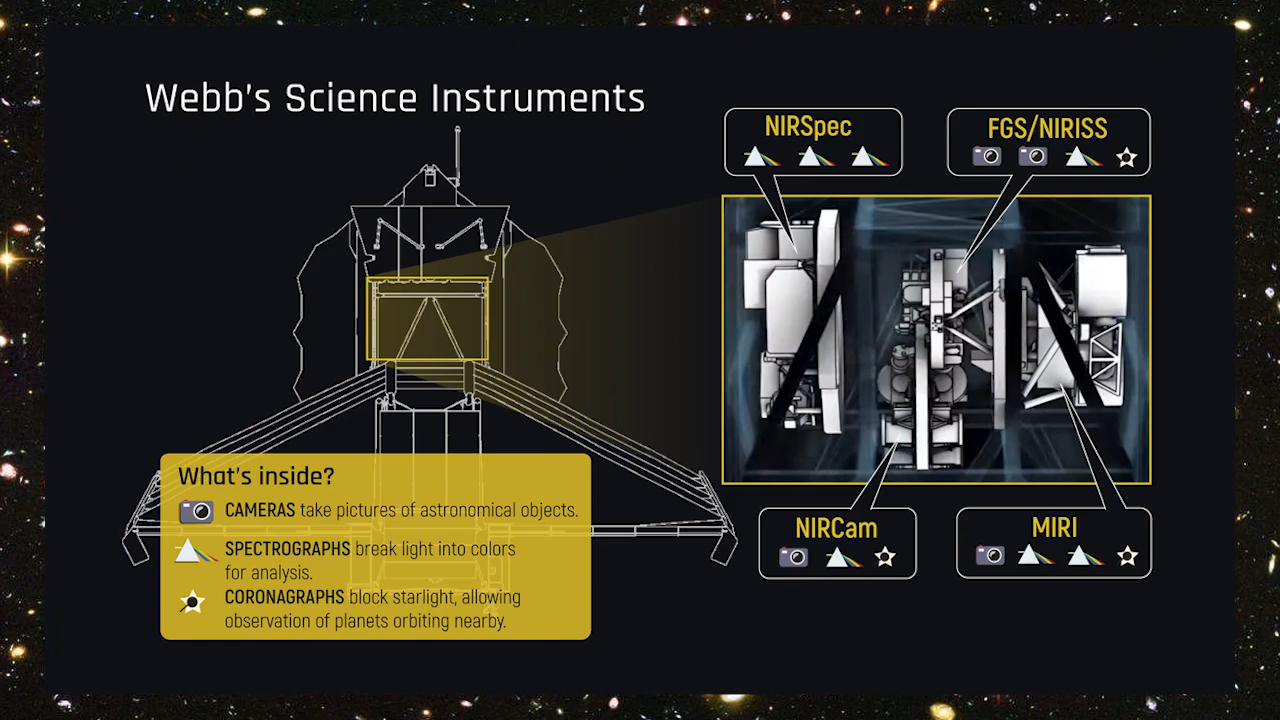 Webb's Science Instruments
NIRSpec
FGS/NIRISS
What's inside?
CAMERAS take pictures of astronomical objects.
SPECTROGRAPHS break light into colors
for analysis.
CORONAGRAPHS block starlight, allowing
observation of planets orbiting nearby.
NIRCam
MIRI